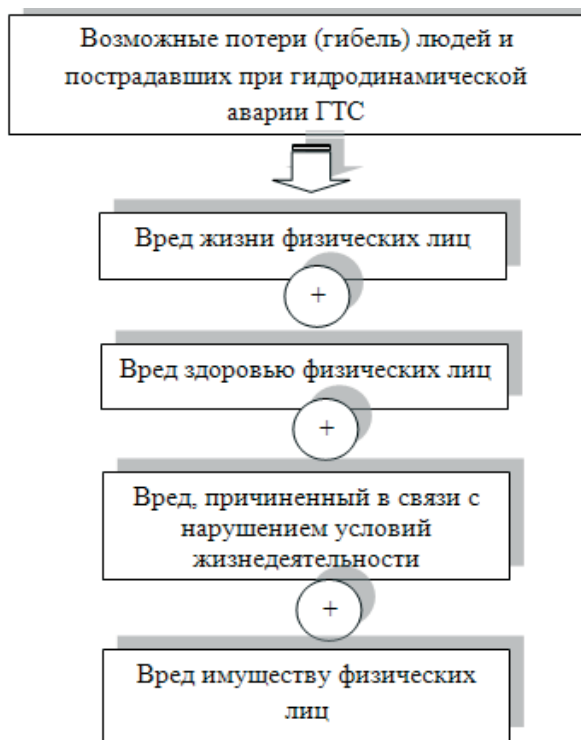 Возможные потери (гибель) людей и
пострадавших при гидродинамической
аварии ГТС
Вред жизни физических лиц
+
Вред здоровью физических лиц
+
Вред, причиненный в связи с
нарушением условий
жизнедеятельности
+
Вред имуществу физических
лиц